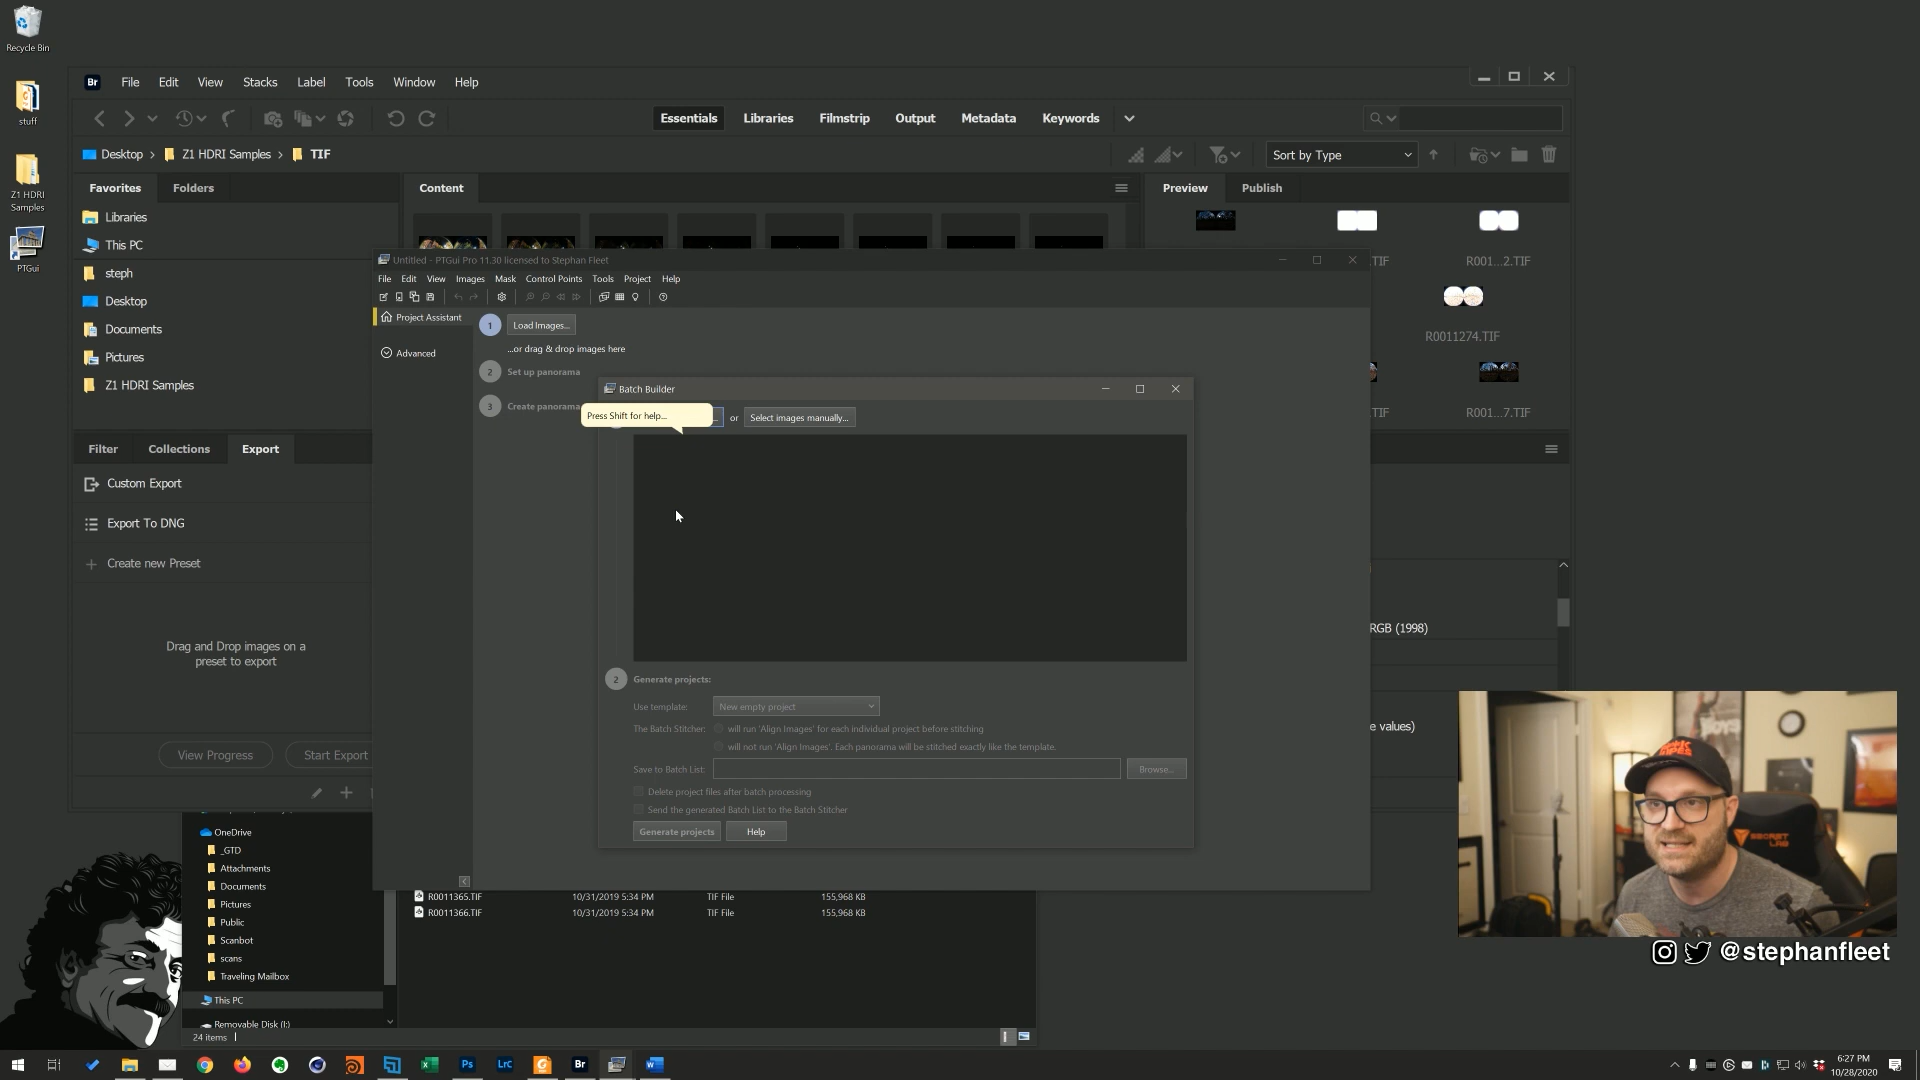 Recycle Bin
stuff
Z1 HDRI
Samples
PTGui
Br File Edit View Stacks Label Tools Window Help
Essentials Libraries Filmstrip Output Metadata Keywords
Desktop Z1 HDRI Samples TIF
Sort by Type
Favorites Folders Content Preview Publish
Libraries
This PC
steph
Desktop
Documents
Pictures
Z1 HDRI Samples
TIF R001...2.TIF
R0011274.TIF
R001...7.TIF
Filter Collections Export
Custom Export
Export To DNG
Create new Preset
Drag and Drop images on a
preset to export
View Progress Start Export
Untitled - PTGui Pro 11.30 licensed to Stephan Fleet
File Edit View Images Mask Control Points Tools Project Help
Project Assistant
Advanced
1 Load Images...
...or drag & drop images here
2 Set up panorama
3 Create panorama
Batch Builder
Press Shift for help...
or Select images manually...
2 Generate projects:
Use template: New empty project
The Batch Stitcher: will run 'Align Images' for each individual project before stitching
will not run 'Align Images'. Each panorama will be stitched exactly like the template.
Save to Batch List: Browse...
Delete project files after batch processing
Send the generated Batch List to the Batch Stitcher
Generate projects Help
RGB (1998)
e values)
OneDrive
_GTD
Attachments
Documents
Pictures
Public
Scanbot
scans
Traveling Mailbox
This PC
Removable Disk (I:)
24 items
R0011365.TIF 10/31/2019 5:34 PM TIF File 155,968 KB
R0011366.TIF 10/31/2019 5:34 PM TIF File 155,968 KB
SECRET
LAB
@stephanfleet
Ps LrC Br
6:27 PM
10/28/2020